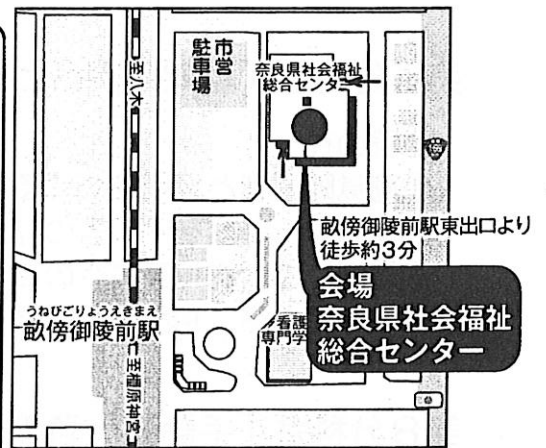 市営
駐車場
奈良県社会福祉
総合センター
至八木
畝傍御陵前駅東出口より
徒歩約3分
会場
奈良県社会福祉
総合センター
うねびごりょうえきまえ
畝傍御陵前駅
看護
専門学
至橿原神宮